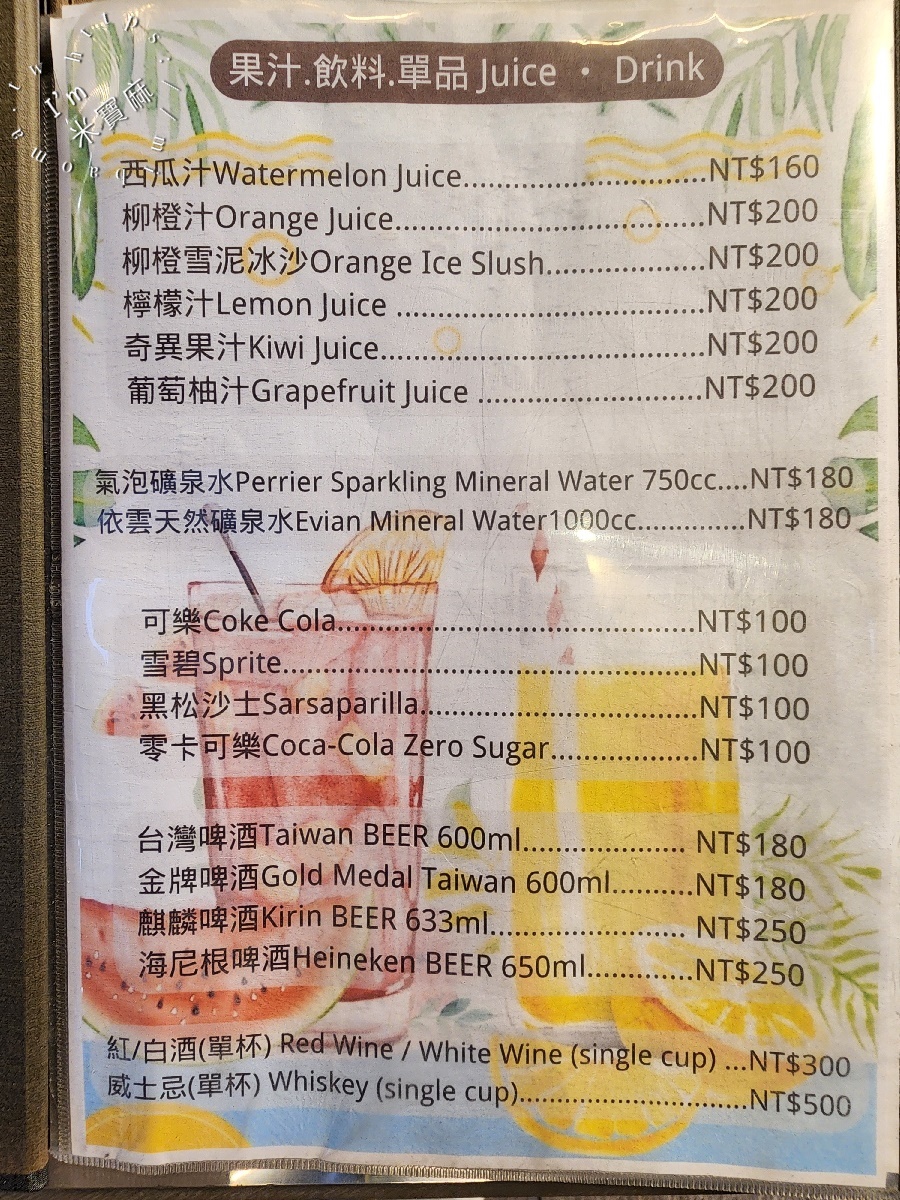 I'm
米寶麻
果汁.飲料.單品 Juice • Drink
西瓜汁Watermelon Juice..............................NT$160
柳橙汁Orange Juice......................................NT$200
柳橙雪泥冰沙Orange Ice Slush...................NT$200
檸檬汁Lemon Juice .....................................NT$200
奇異果汁Kiwi Juice.......................................NT$200
葡萄柚汁Grapefruit Juice ...........................NT$200
氣泡礦泉水Perrier Sparkling Mineral Water 750cc....NT$180
依雲天然礦泉水Evian Mineral Water1000cc.............NT$180
可樂Coke Cola...........................................NT$100
雪碧Sprite..................................................NT$100
黑松沙士Sarsaparilla.................................NT$100
零卡可樂Coca-Cola Zero Sugar.................NT$100
台灣啤酒Taiwan BEER 600ml.................... NT$180
金牌啤酒Gold Medal Taiwan 600ml..........NT$180
麒麟啤酒Kirin BEER 633ml........................ NT$250
海尼根啤酒Heineken BEER 650ml.............NT$250
紅/白酒(單杯) Red Wine / White Wine (single cup) ...NT$300
威士忌(單杯) Whiskey (single cup)............................NT$500